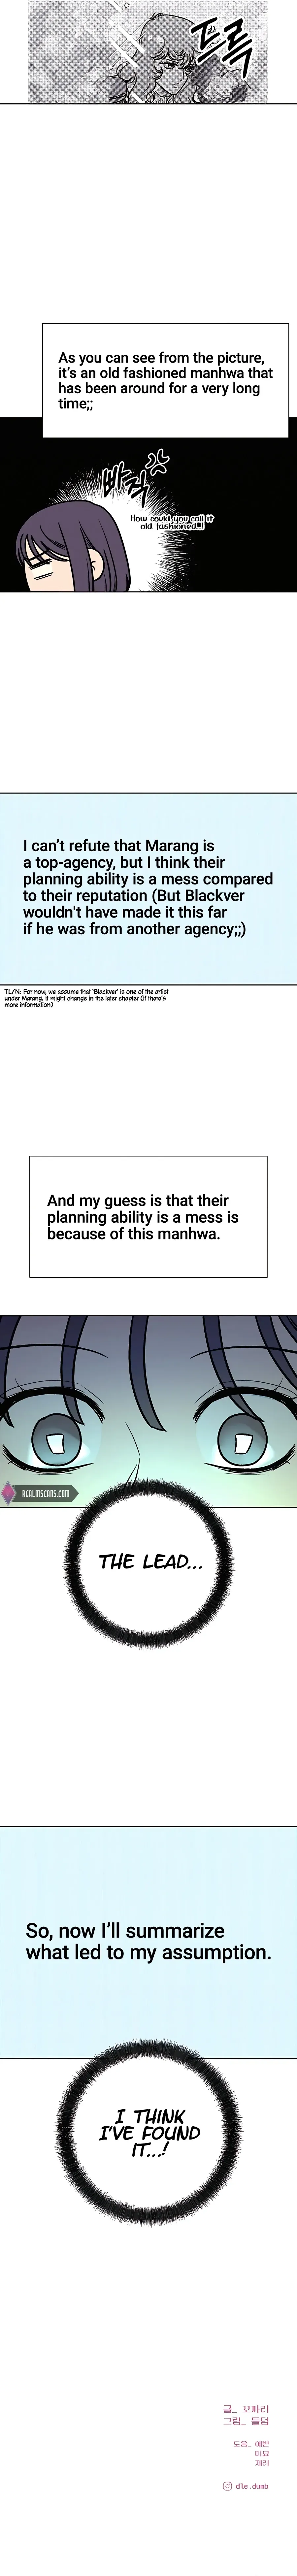 드륵
As you can see from the picture,
it's an old fashioned manhwa that
has been around for a very long
time;;
빠직
How could you call it
old fashioned!!
I can't refute that Marang is
a top-agency, but I think their
planning ability is a mess compared
to their reputation (But Blackver
wouldn't have made it this far
if he was from another agency;;)
TL/N: For now, we assume that 'Blackver' is one of the artist
under Marang, it might change in the later chapter (if there's
more information)
And my guess is that their
planning ability is a mess is
because of this manhwa.
REALMSCANS.COM
THE LEAD...
So, now I'll summarize
what led to my assumption.
I THINK
I'VE FOUND
IT...!
글_ 꼬까리
그림_ 들덤
도움_ 예반
미묘
재리
dle.dumb